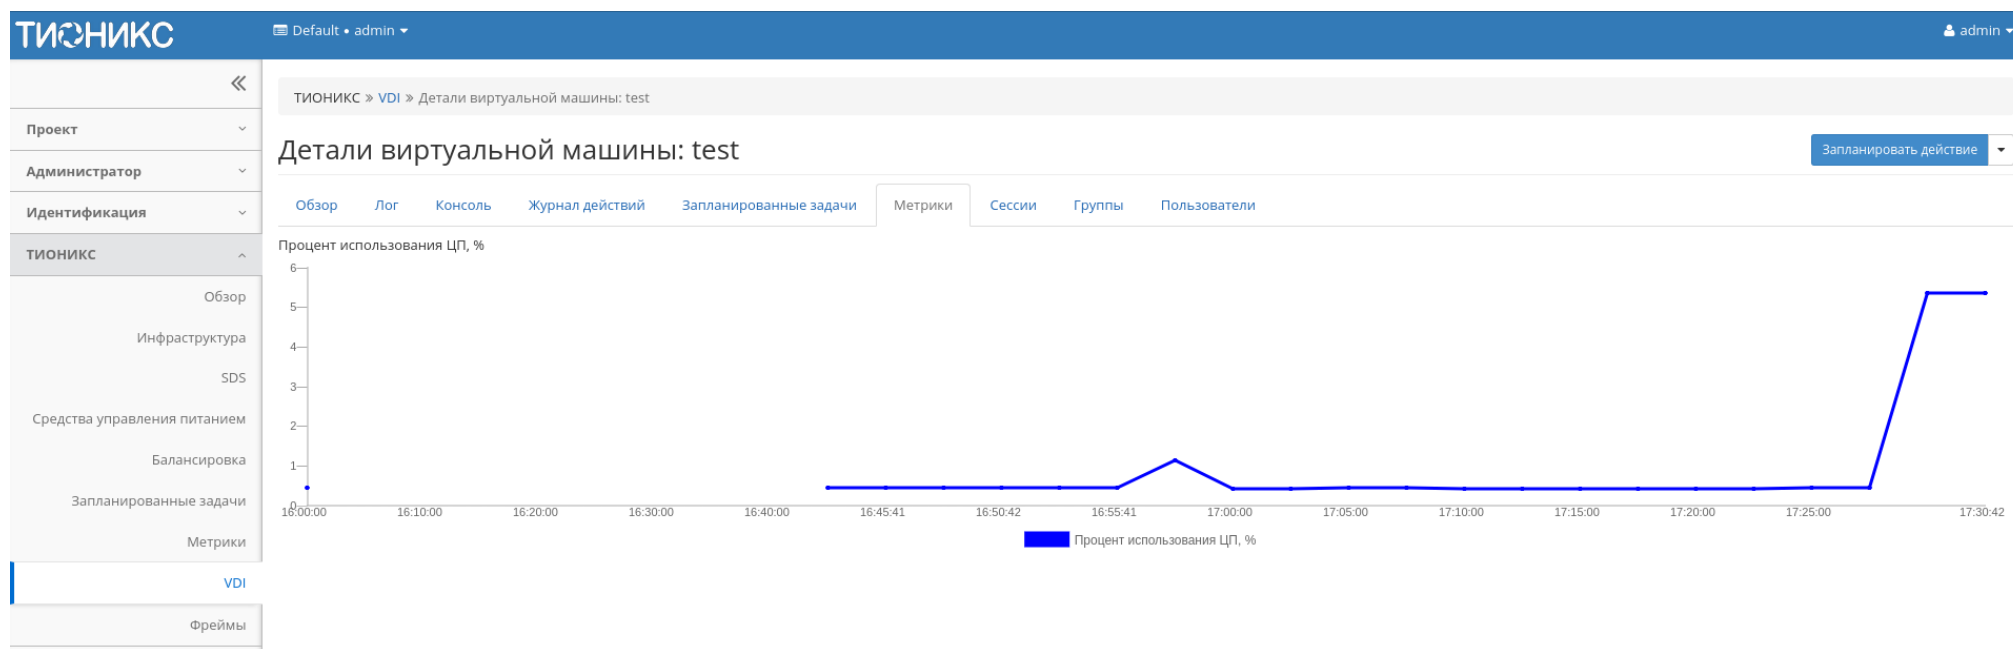 ТИОНИКС
Default • admin
admin
Проект
Администратор
Идентификация
ТИОНИКС
Обзор
Инфраструктура
SDS
Средства управления питанием
Балансировка
Запланированные задачи
Метрики
VDI
Фреймы
ТИОНИКС » VDI » Детали виртуальной машины: test
Детали виртуальной машины: test
Запланировать действие
Обзор Лог Консоль Журнал действий Запланированные задачи Метрики Сессии Группы Пользователи
Процент использования ЦП, %
6
5
4
3
2
1
0
16:00:00 16:10:00 16:20:00 16:30:00 16:40:00 16:45:41 16:50:42 16:55:41 17:00:00 17:05:00 17:10:00 17:15:00 17:20:00 17:25:00 17:30:42
Процент использования ЦП, %